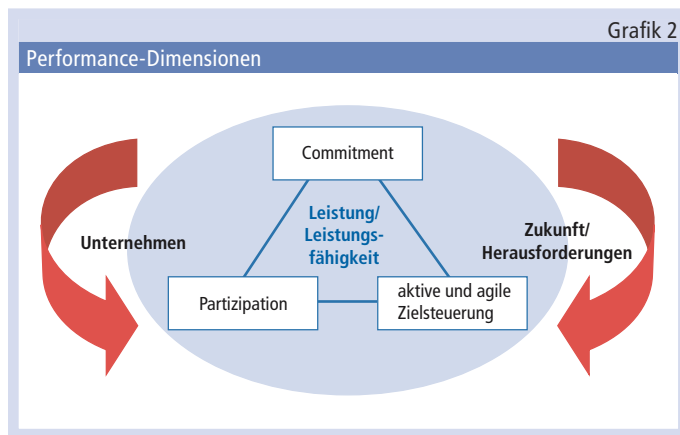 Grafik 2
Performance-Dimensionen
Commitment
Leistung/
Leistungs-
fähigkeit
Unternehmen
Zukunft/
Herausforderungen
Partizipation
aktive und agile
Zielsteuerung